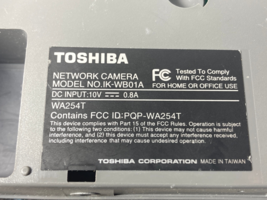 TOSHIBA
NETWORK CAMERA
MODEL NO.IK-WB01A
DC INPUT:10V ⎓ 0.8A
WA254T
FC Tested To Comply
With FCC Standards
FOR HOME OR OFFICE USE
Contains FCC ID:PQP-WA254T
This device complies with Part 15 of the FCC Rules. Operation is subject
to the following two conditions: (1) This device may not cause harmful
interference, and (2) this device must accept any interference
received, including interference that may cause undesired operation.
TOSHIBA CORPORATION MADE IN TAIWAN